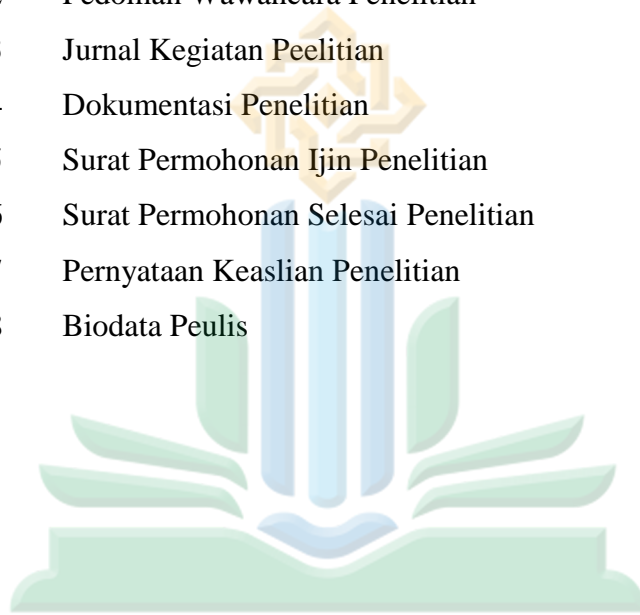 Pedoman Wawancara Penelitian
Jurnal Kegiatan Peelitian
Dokumentasi Penelitian
Surat Permohonan Ijin Penelitian
Surat Permohonan Selesai Penelitian
Pernyataan Keaslian Penelitian
Biodata Peulis